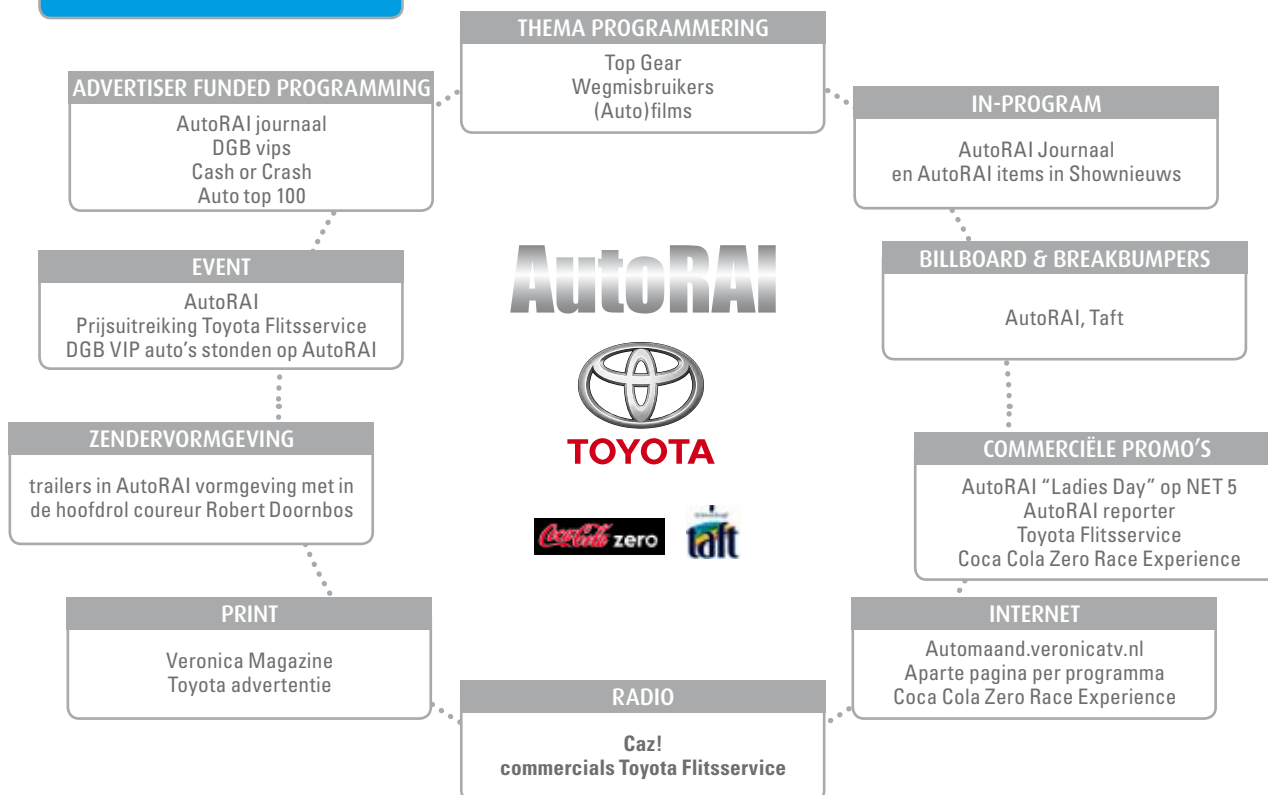 THEMA PROGRAMMERING
Top Gear
Wegmisbruikers
(Auto)films
ADVERTISER FUNDED PROGRAMMING
AutoRAI journaal
DGB vips
Cash or Crash
Auto top 100
IN-PROGRAM
AutoRAI Journaal
en AutoRAI items in Shownieuws
EVENT
AutoRAI
Prijsuitreiking Toyota Flitsservice
DGB VIP auto's stonden op AutoRAI
AutoRAI
TOYOTA
Coca-Cola zero
taft
BILLBOARD & BREAKBUMPERS
AutoRAI, Taft
ZENDERVORMGEVING
trailers in AutoRAI vormgeving met in
de hoofdrol coureur Robert Doornbos
COMMERCIËLE PROMO'S
AutoRAI “Ladies Day” op NET 5
AutoRAI reporter
Toyota Flitsservice
Coca Cola Zero Race Experience
PRINT
Veronica Magazine
Toyota advertentie
RADIO
Caz!
commercials Toyota Flitsservice
INTERNET
Automaand.veronicatv.nl
Aparte pagina per programma
Coca Cola Zero Race Experience